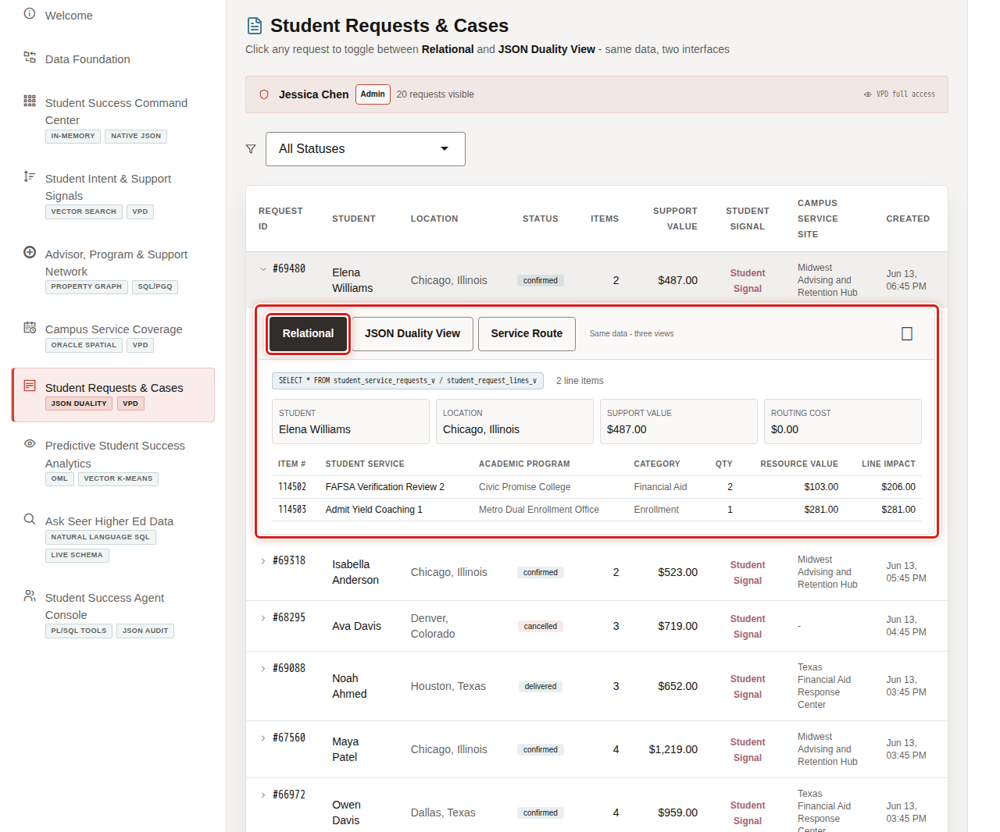 Welcome
Data Foundation
Student Success Command
Center
IN-MEMORY NATIVE JSON
Student Intent & Support
Signals
VECTOR SEARCH VPD
Advisor, Program & Support
Network
PROPERTY GRAPH SQL/PGQ
Campus Service Coverage
ORACLE SPATIAL VPD
Student Requests & Cases
JSON DUALITY VPD
Predictive Student Success
Analytics
OML VECTOR K-MEANS
Ask Seer Higher Ed Data
NATURAL LANGUAGE SQL
LIVE SCHEMA
Student Success Agent
Console
PL/SQL TOOLS JSON AUDIT
Student Requests & Cases
Click any request to toggle between Relational and JSON Duality View - same data, two interfaces
Jessica Chen Admin 20 requests visible VPD full access
All Statuses
REQUEST ID STUDENT LOCATION STATUS ITEMS SUPPORT VALUE STUDENT SIGNAL CAMPUS SERVICE SITE CREATED
#69480 Elena Williams Chicago, Illinois confirmed 2 $487.00 Student Signal Midwest Advising and Retention Hub Jun 13, 06:45 PM
Relational JSON Duality View Service Route Same data - three views
SELECT * FROM student_service_requests_v / student_request_lines_v 2 line items
STUDENT LOCATION SUPPORT VALUE ROUTING COST
Elena Williams Chicago, Illinois $487.00 $0.00
ITEM # STUDENT SERVICE ACADEMIC PROGRAM CATEGORY QTY RESOURCE VALUE LINE IMPACT
114502 FAFSA Verification Review 2 Civic Promise College Financial Aid 2 $103.00 $206.00
114503 Admit Yield Coaching 1 Metro Dual Enrollment Office Enrollment 1 $281.00 $281.00
#69318 Isabella Anderson Chicago, Illinois confirmed 2 $523.00 Student Signal Midwest Advising and Retention Hub Jun 13, 05:45 PM
#68295 Ava Davis Denver, Colorado cancelled 3 $719.00 Student Signal - Jun 13, 04:45 PM
#69088 Noah Ahmed Houston, Texas delivered 3 $652.00 Student Signal Texas Financial Aid Response Center Jun 13, 03:45 PM
#67560 Maya Patel Chicago, Illinois confirmed 4 $1,219.00 Student Signal Midwest Advising and Retention Hub Jun 13, 03:45 PM
#66972 Owen Davis Dallas, Texas confirmed 4 $959.00 Student Signal Texas Financial Aid Response Center Jun 13, 03:45 PM